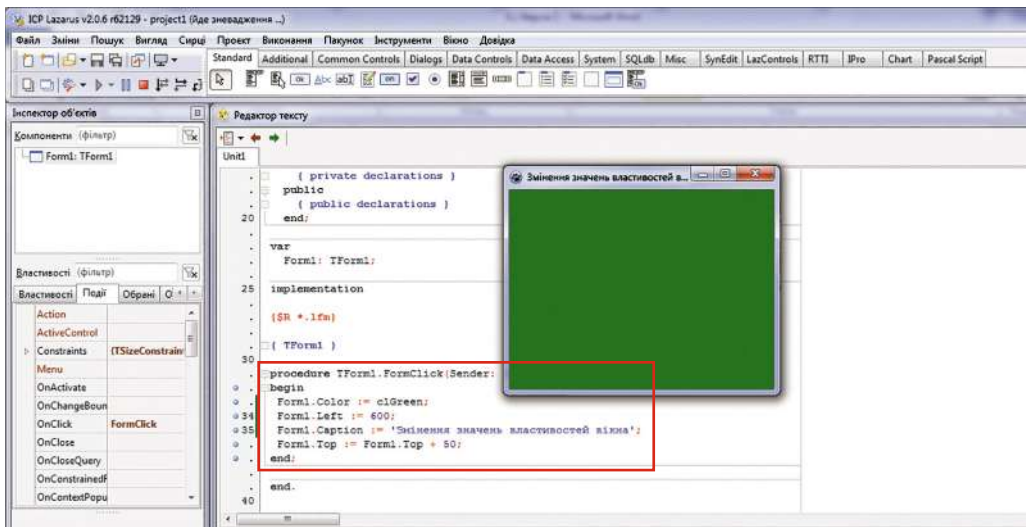 ІСР Lazarus v2.0.6 r62129 - project1 (йде зневадження ...)
Файл Зміни Пошук Вигляд Сирці Проект Виконання Пакунок Інструменти Вікно Довідка
Standard Additional Common Controls Dialogs Data Controls Data Access System SQLdb Misc SynEdit LazControls RTTI IPro Chart Pascal Script
Інспектор об'єктів
Компоненти (фільтр)
Form1: TForm1
Властивості (фільтр)
Властивості Події Обрані О
Action
ActiveControl
Constraints (TSizeConstrain
Menu
OnActivate
OnChangeBoun
OnClick FormClick
OnClose
OnCloseQuery
OnConstrainedF
OnContextPopu
Редактор тексту
Unit1
{ private declarations }
public
{ public declarations }
20 end;
var
Form1: TForm1;
25 implementation
{$R *.lfm}
{ TForm1 }
30
procedure TForm1.FormClick(Sender:
begin
Form1.Color := clGreen;
34 Form1.Left := 600;
35 Form1.Caption := 'Змінення значень властивостей вікна';
Form1.Top := Form1.Top + 50;
end;
end.
40
Змінення значень властивостей в...